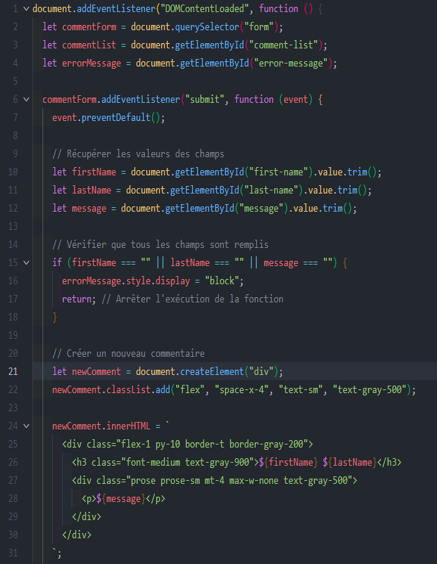 1 document.addEventListener("DOMContentLoaded", function () {
2 let commentForm = document.querySelector("form");
3 let commentList = document.getElementById("comment-list");
4 let errorMessage = document.getElementById("error-message");
5
6 commentForm.addEventListener("submit", function (event) {
7 event.preventDefault();
8
9 // Récupérer les valeurs des champs
10 let firstName = document.getElementById("first-name").value.trim();
11 let lastName = document.getElementById("last-name").value.trim();
12 let message = document.getElementById("message").value.trim();
13
14 // Vérifier que tous les champs sont remplis
15 if (firstName === "" || lastName === "" || message === "") {
16 errorMessage.style.display = "block";
17 return; // Arrêter l'exécution de la fonction
18 }
19
20 // Créer un nouveau commentaire
21 let newComment = document.createElement("div");
22 newComment.classList.add("flex", "space-x-4", "text-sm", "text-gray-500");
23
24 newComment.innerHTML = `
25 <div class="flex-1 py-10 border-t border-gray-200">
26 <h3 class="font-medium text-gray-900">${firstName} ${lastName}</h3>
27 <div class="prose prose-sm mt-4 max-w-none text-gray-500">
28 <p>${message}</p>
29 </div>
30 </div>
31 `;